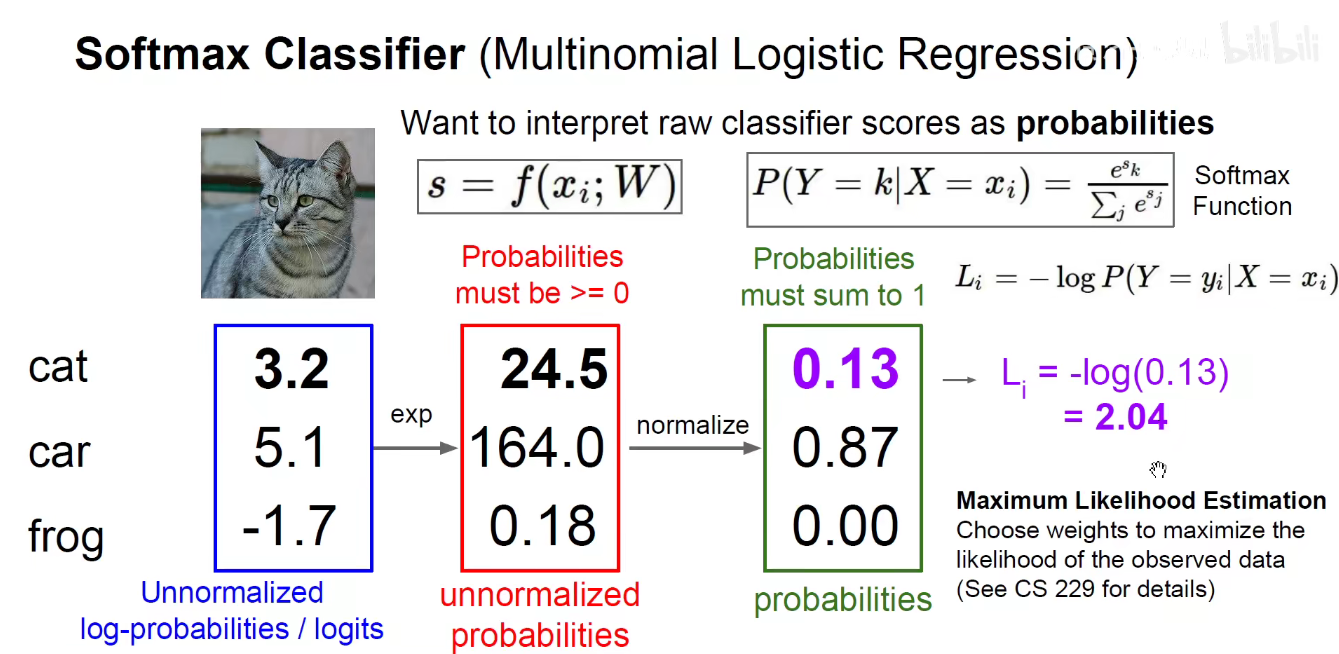 Softmax Classifier (Multinomial Logistic Regression)
bilibili
Want to interpret raw classifier scores as probabilities
s = f(x_i; W)
P(Y = k|X = x_i) = e^{s_k} / ∑_j e^{s_j}
Softmax
Function
Probabilities
must be >= 0
Probabilities
must sum to 1
L_i = − log P(Y = y_i|X = x_i)
cat 3.2 24.5 0.13
L_i = -log(0.13)
= 2.04
exp
normalize
car 5.1 164.0 0.87
frog -1.7 0.18 0.00
Maximum Likelihood Estimation
Choose weights to maximize the
likelihood of the observed data
(See CS 229 for details)
Unnormalized
log-probabilities / logits
unnormalized
probabilities
probabilities